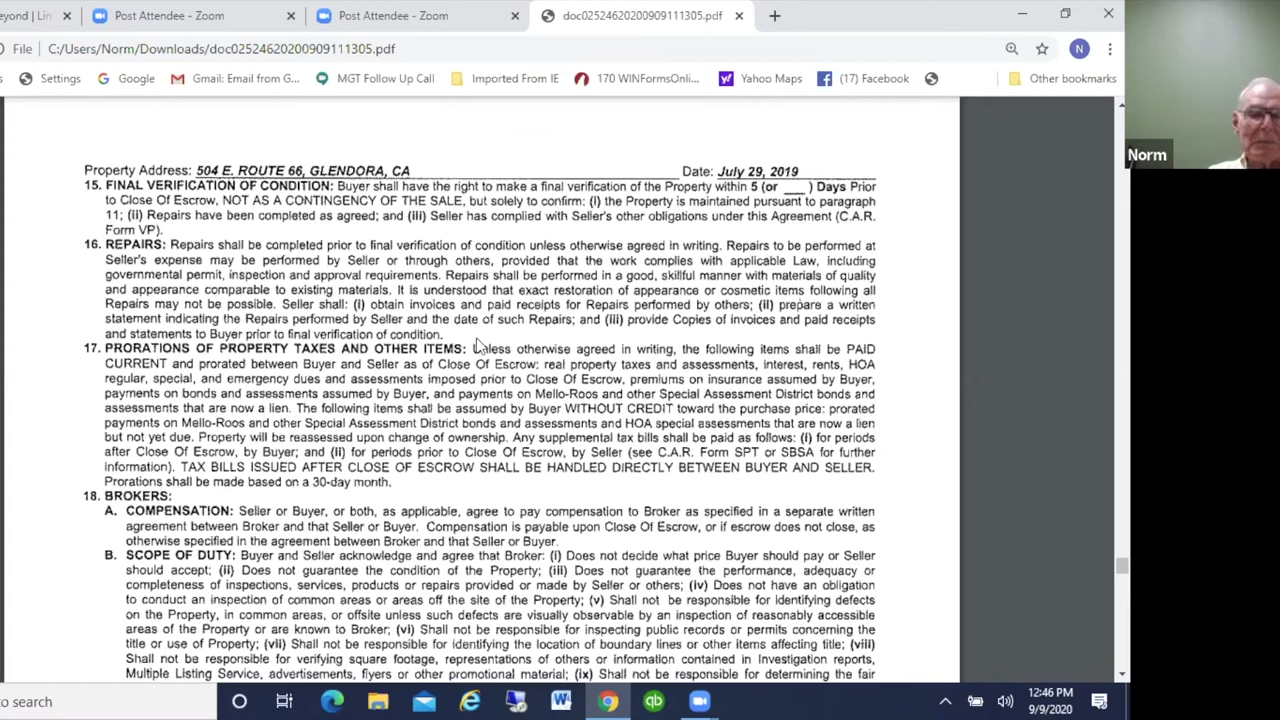 eyond | Lin
Post Attendee - Zoom
Post Attendee - Zoom
doc02524620200909111305.pdf
File
C:/Users/Norm/Downloads/doc02524620200909111305.pdf
N
Settings
Google
Gmail: Email from G...
MGT Follow Up Call
Imported From IE
170 WINFormsOnli...
Yahoo Maps
(17) Facebook
Other bookmarks
Norm
Property Address: 504 E. ROUTE 66, GLENDORA, CA Date: July 29, 2019
15. FINAL VERIFICATION OF CONDITION: Buyer shall have the right to make a final verification of the Property within 5 (or ___ ) Days Prior
to Close Of Escrow, NOT AS A CONTINGENCY OF THE SALE, but solely to confirm: (i) the Property is maintained pursuant to paragraph
11; (ii) Repairs have been completed as agreed; and (iii) Seller has complied with Seller's other obligations under this Agreement (C.A.R.
Form VP).
16. REPAIRS: Repairs shall be completed prior to final verification of condition unless otherwise agreed in writing. Repairs to be performed at
Seller's expense may be performed by Seller or through others, provided that the work complies with applicable Law, including
governmental permit, inspection and approval requirements. Repairs shall be performed in a good, skillful manner with materials of quality
and appearance comparable to existing materials. It is understood that exact restoration of appearance or cosmetic items following all
Repairs may not be possible. Seller shall: (i) obtain invoices and paid receipts for Repairs performed by others; (ii) prepare a written
statement indicating the Repairs performed by Seller and the date of such Repairs; and (iii) provide Copies of invoices and paid receipts
and statements to Buyer prior to final verification of condition.
17. PRORATIONS OF PROPERTY TAXES AND OTHER ITEMS: Unless otherwise agreed in writing, the following items shall be PAID
CURRENT and prorated between Buyer and Seller as of Close Of Escrow: real property taxes and assessments, interest, rents, HOA
regular, special, and emergency dues and assessments imposed prior to Close Of Escrow, premiums on insurance assumed by Buyer,
payments on bonds and assessments assumed by Buyer, and payments on Mello-Roos and other Special Assessment District bonds and
assessments that are now a lien. The following items shall be assumed by Buyer WITHOUT CREDIT toward the purchase price: prorated
payments on Mello-Roos and other Special Assessment District bonds and assessments and HOA special assessments that are now a lien
but not yet due. Property will be reassessed upon change of ownership. Any supplemental tax bills shall be paid as follows: (i) for periods
after Close Of Escrow, by Buyer; and (ii) for periods prior to Close Of Escrow, by Seller (see C.A.R. Form SPT or SBSA for further
information). TAX BILLS ISSUED AFTER CLOSE OF ESCROW SHALL BE HANDLED DIRECTLY BETWEEN BUYER AND SELLER.
Prorations shall be made based on a 30-day month.
18. BROKERS:
A. COMPENSATION: Seller or Buyer, or both, as applicable, agree to pay compensation to Broker as specified in a separate written
agreement between Broker and that Seller or Buyer. Compensation is payable upon Close Of Escrow, or if escrow does not close, as
otherwise specified in the agreement between Broker and that Seller or Buyer.
B. SCOPE OF DUTY: Buyer and Seller acknowledge and agree that Broker: (i) Does not decide what price Buyer should pay or Seller
should accept; (ii) Does not guarantee the condition of the Property; (iii) Does not guarantee the performance, adequacy or
completeness of inspections, services, products or repairs provided or made by Seller or others; (iv) Does not have an obligation
to conduct an inspection of common areas or areas off the site of the Property; (v) Shall not be responsible for identifying defects
on the Property, in common areas, or offsite unless such defects are visually observable by an inspection of reasonably accessible
areas of the Property or are known to Broker; (vi) Shall not be responsible for inspecting public records or permits concerning the
title or use of Property; (vii) Shall not be responsible for identifying the location of boundary lines or other items affecting title; (viii)
Shall not be responsible for verifying square footage, representations of others or information contained in Investigation reports,
Multiple Listing Service, advertisements, flyers or other promotional material; (ix) Shall not be responsible for determining the fair
to search
12:46 PM
9/9/2020